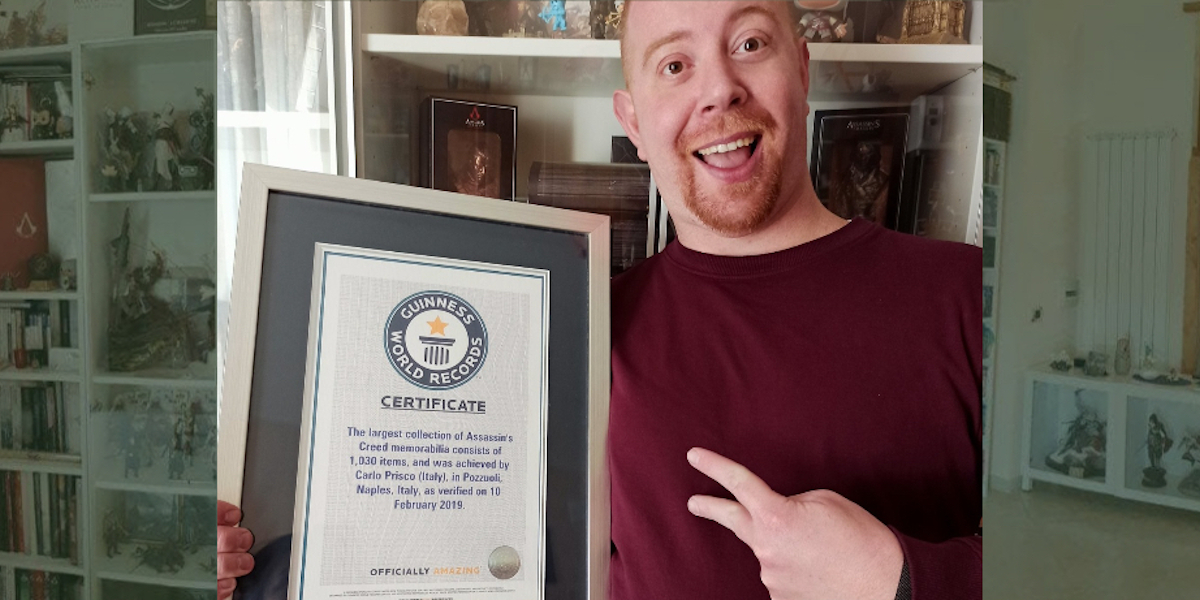 ASSASSIN'S
GUINNESS
WORLD RECORDS
CERTIFICATE
The largest collection of Assassin's
Creed memorabilia consists of
1,030 items, and was achieved by
Carlo Prisco (Italy), in Pozzuoli,
Naples, Italy, as verified on 10
February 2019.
OFFICIALLY AMAZING